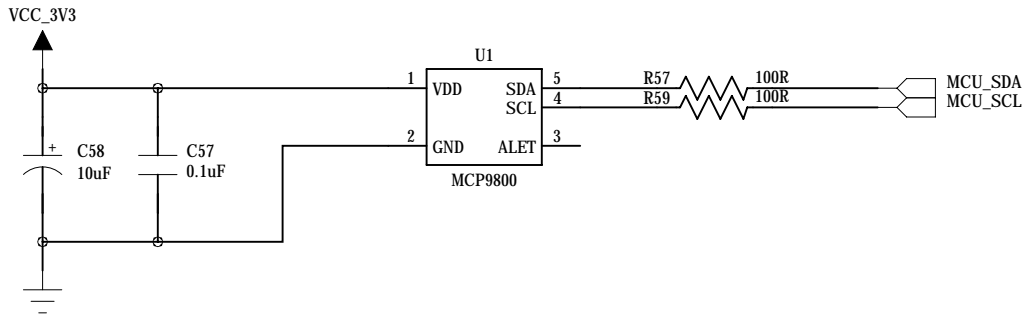 VCC_3V3
U1
1 VDD SDA 5 R57 100R MCU_SDA
SCL 4 R59 100R MCU_SCL
2 GND ALET 3
+ C58 10uF
C57 0.1uF
MCP9800